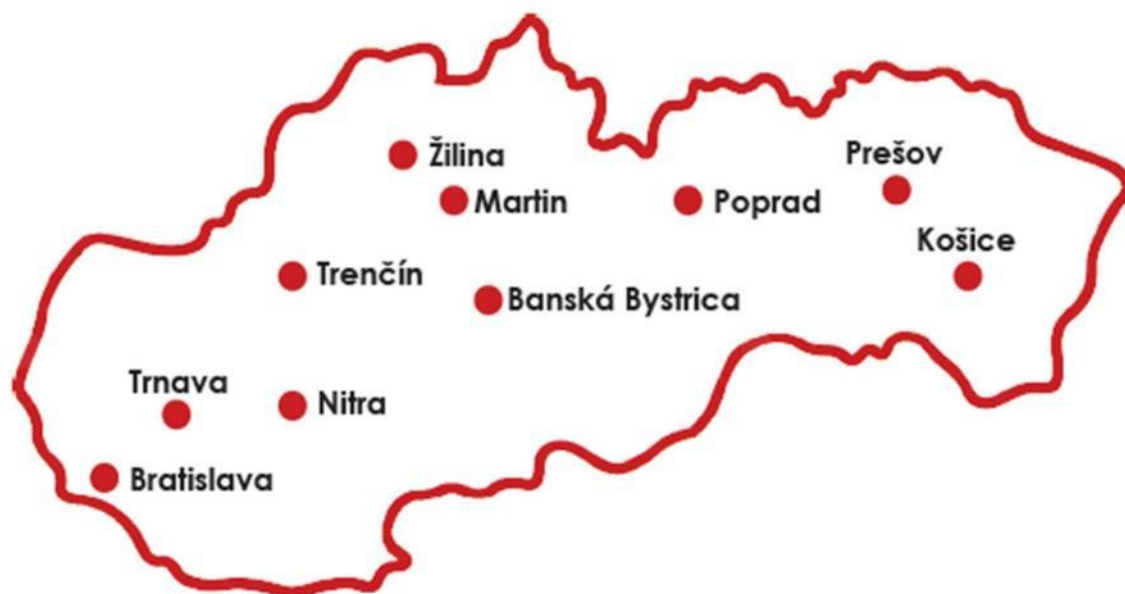 Žilina
Prešov
Martin
Poprad
Košice
Trenčín
Banská Bystrica
Trnava
Nitra
Bratislava